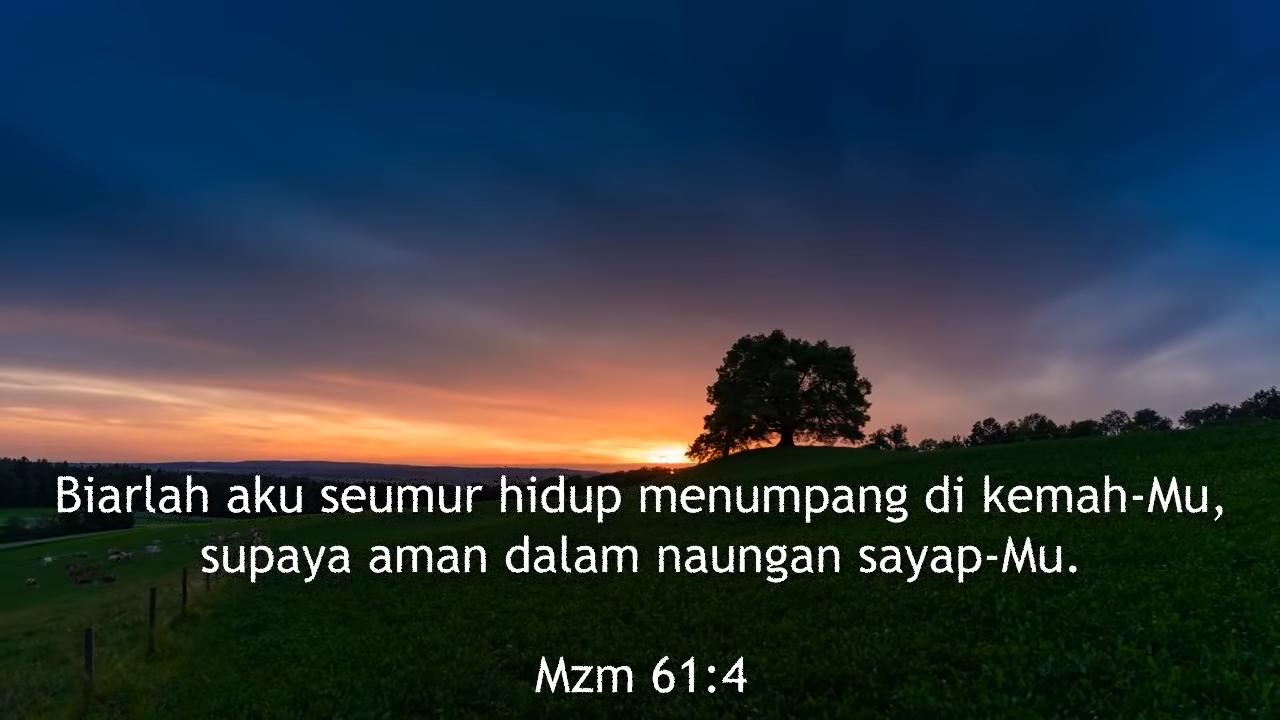 Biarlah aku seumur hidup menumpang di kemah-Mu,
supaya aman dalam naungan sayap-Mu.
Mzm 61:4